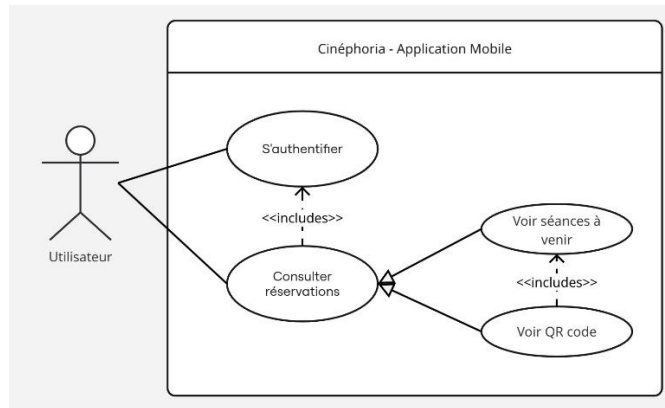 Cinéphoria - Application Mobile
S'authentifier
<<includes>>
Voir séances à
venir
Utilisateur
Consulter
réservations
<<includes>>
Voir QR code